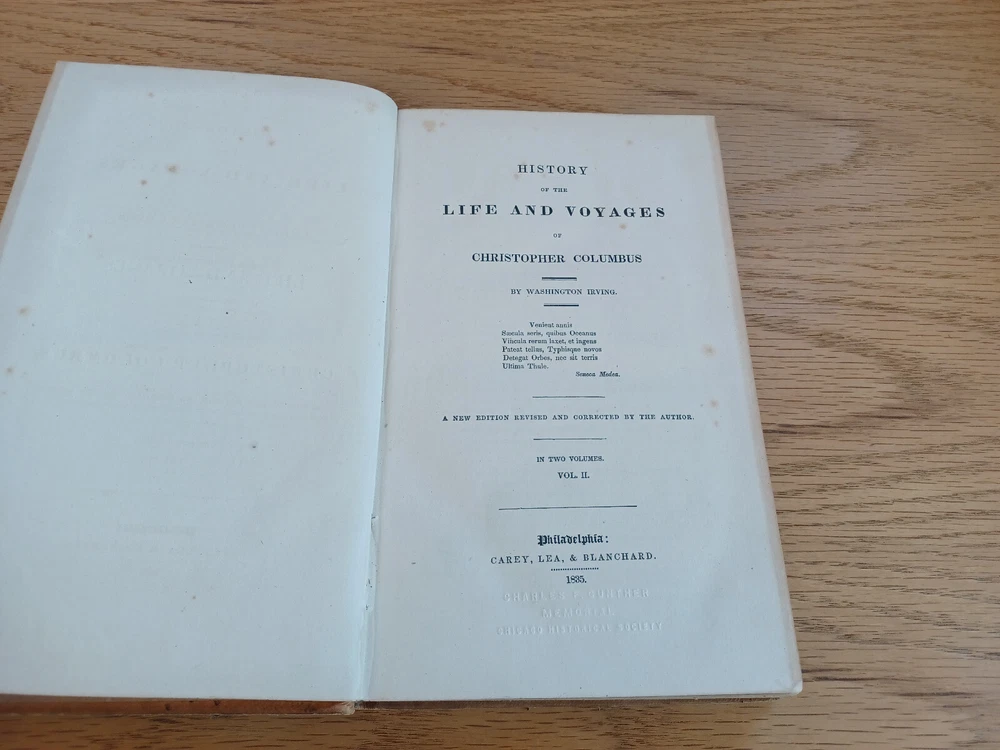 HISTORY
OF THE
LIFE AND VOYAGES
OF
CHRISTOPHER COLUMBUS
BY WASHINGTON IRVING.
Venient annis
Sæcula seris, quibus Oceanus
Vincula rerum laxet, et ingens
Pateat tellus, Typhisque novos
Detegat Orbes, nec sit terris
Ultima Thule.
Seneca Medea.
A NEW EDITION REVISED AND CORRECTED BY THE AUTHOR.
IN TWO VOLUMES.
VOL. II.
Philadelphia:
CAREY, LEA, & BLANCHARD.
1835.
CHARLES F GUNTHER
MEMORIAL
CHICAGO HISTORICAL SOCIETY